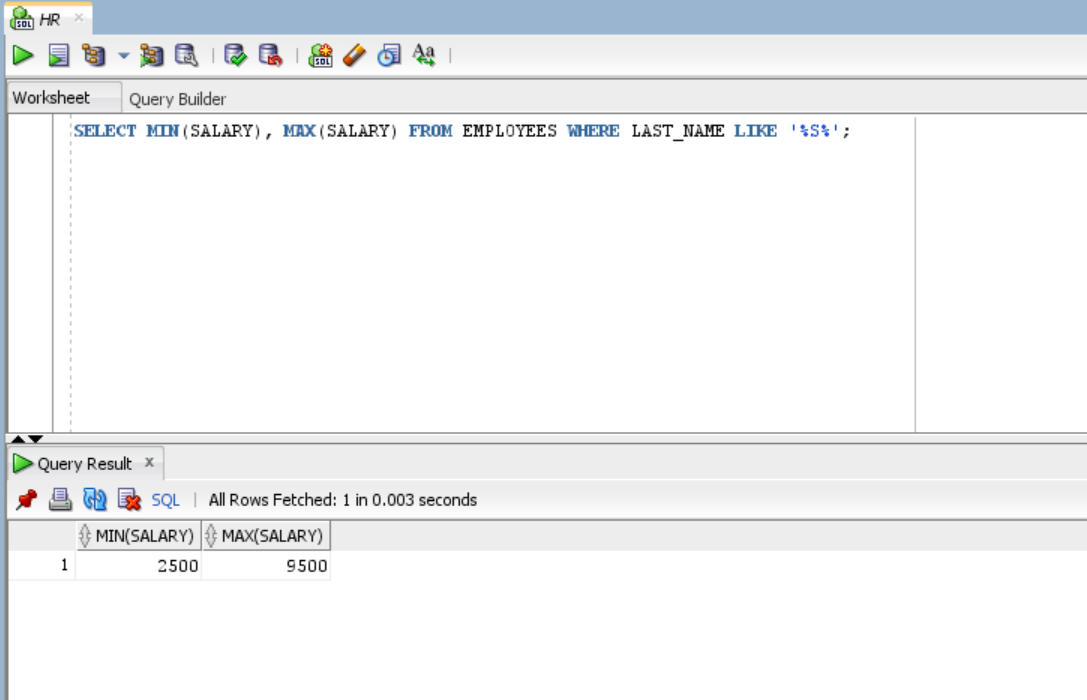 HR
Worksheet Query Builder
SELECT MIN(SALARY), MAX(SALARY) FROM EMPLOYEES WHERE LAST_NAME LIKE '%S%';
Query Result x
SQL | All Rows Fetched: 1 in 0.003 seconds
MIN(SALARY) MAX(SALARY)
1 2500 9500